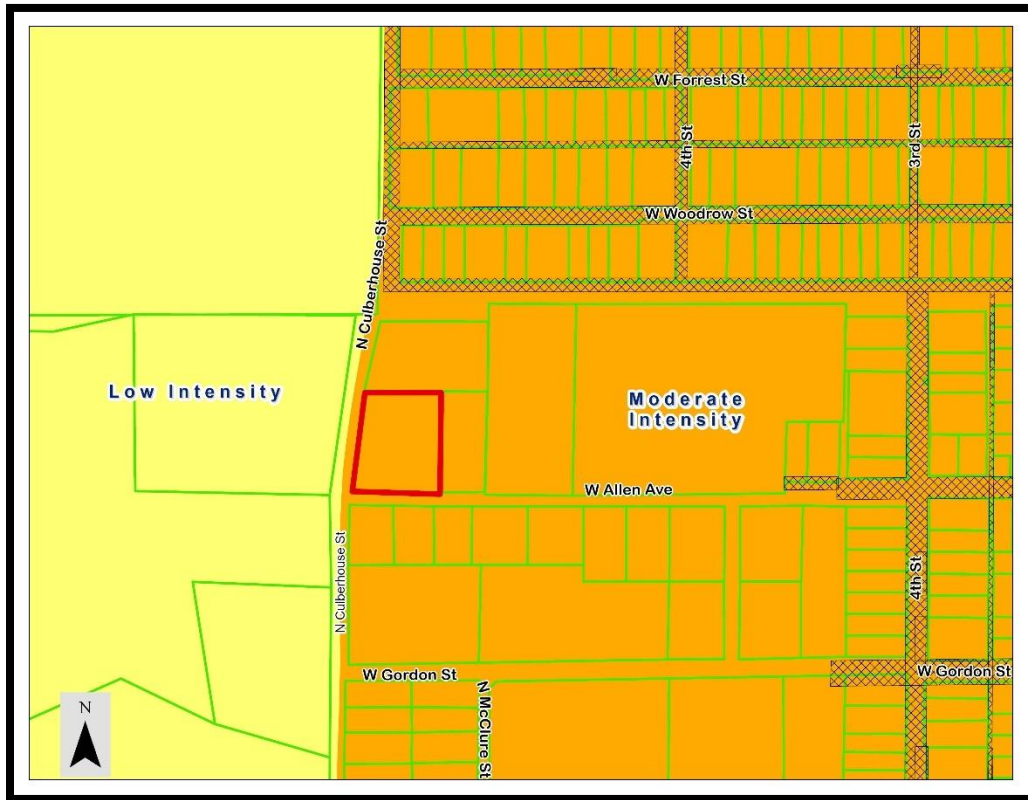 W Forrest St
4th St
3rd St
W Woodrow St
N Culberhouse St
Low Intensity
Moderate
Intensity
W Allen Ave
N Culberhouse St
4th St
W Gordon St
W Gordon St
N McClure St
N